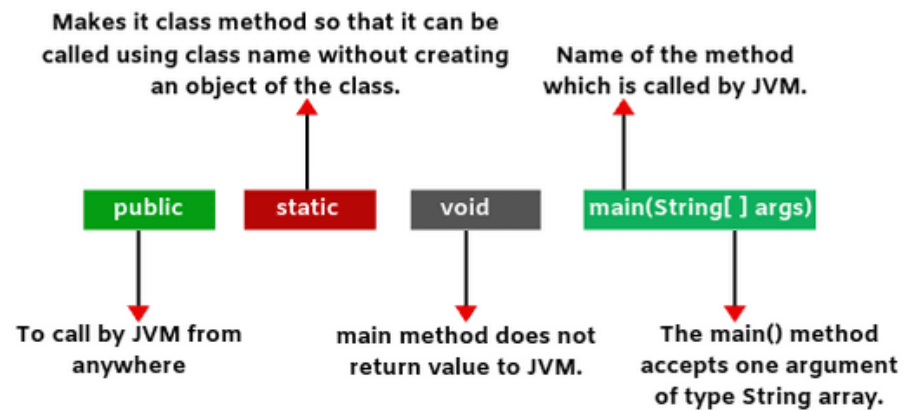 Makes it class method so that it can be
called using class name without creating
an object of the class.
Name of the method
which is called by JVM.
public
static
void
main(String[ ] args)
To call by JVM from
anywhere
main method does not
return value to JVM.
The main() method
accepts one argument
of type String array.